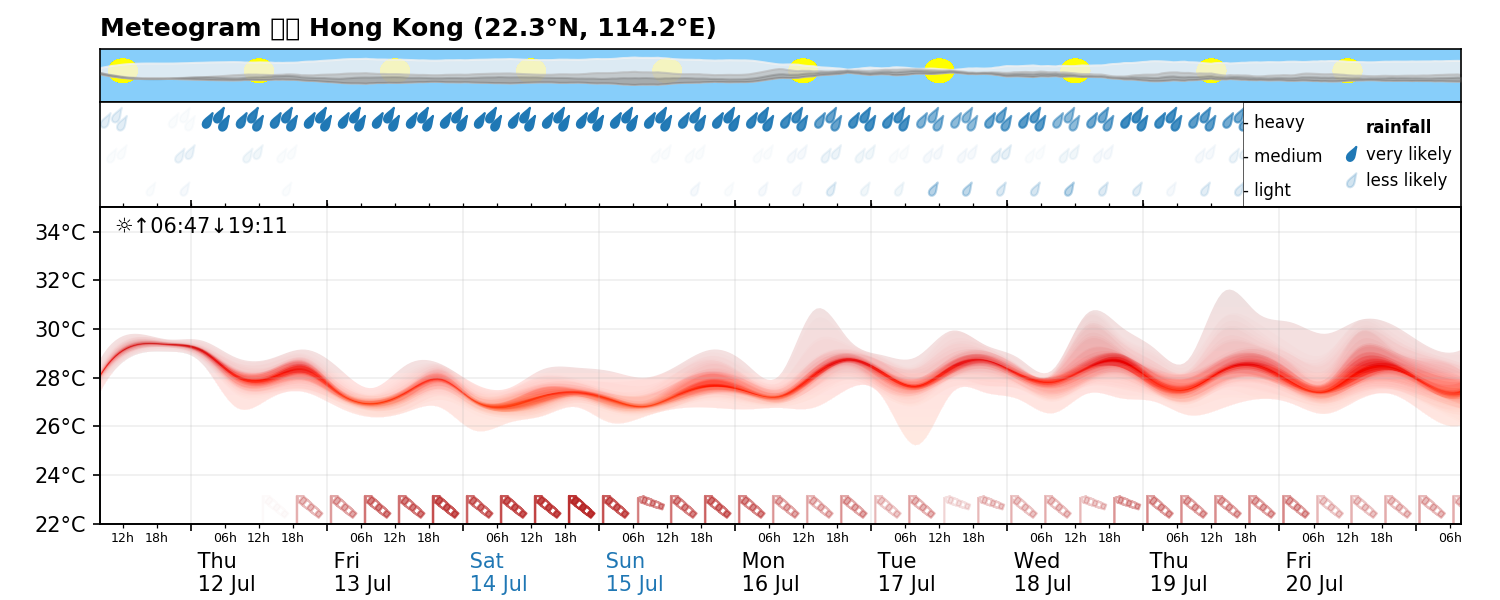 Meteogram Hong Kong (22.3°N, 114.2°E)
heavy
medium
light
rainfall
very likely
less likely
☼↑06:47↓19:11
34°C
32°C
30°C
28°C
26°C
24°C
22°C
12h 18h 06h 12h 18h 06h 12h 18h 06h 12h 18h 06h 12h 18h 06h 12h 18h 06h 12h 18h 06h 12h 18h 06h 12h 18h 06h 12h 18h 06h
Thu Fri Sat Sun Mon Tue Wed Thu Fri
12 Jul 13 Jul 14 Jul 15 Jul 16 Jul 17 Jul 18 Jul 19 Jul 20 Jul